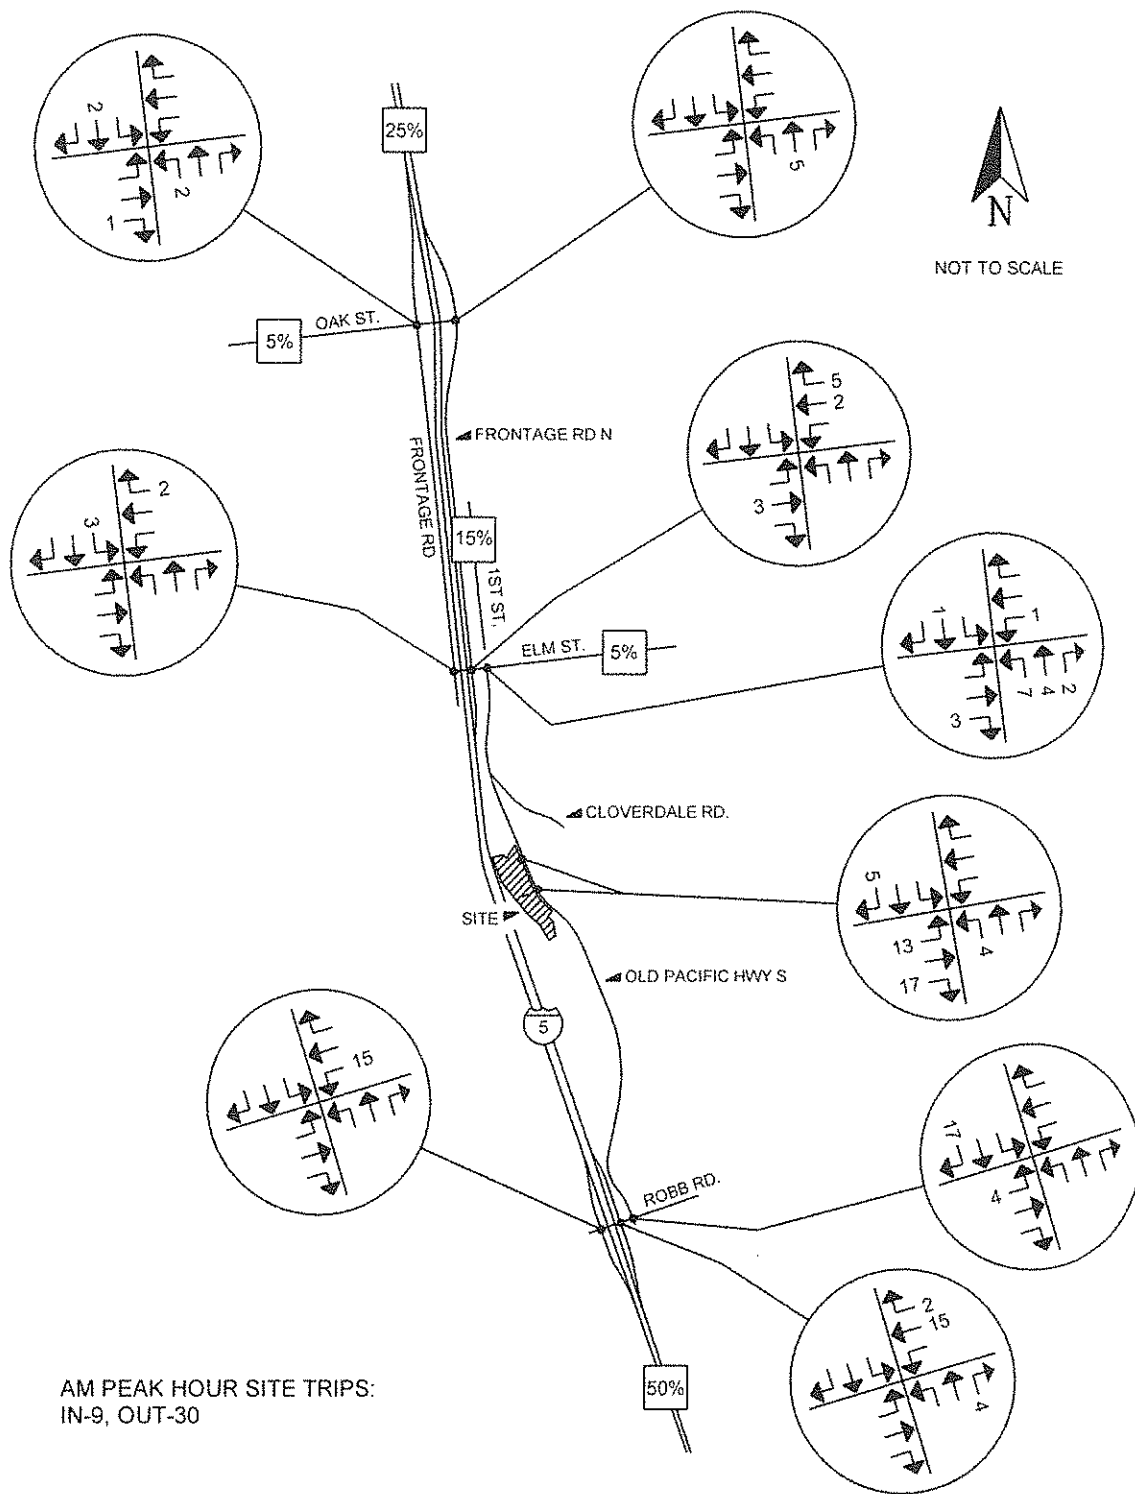 25%
2
2
1
5
N
NOT TO SCALE
OAK ST.
5%
FRONTAGE RD N
FRONTAGE RD
5
2
3
2
3
15%
1ST ST.
ELM ST.
5%
1
1
7
4
2
3
CLOVERDALE RD.
SITE
5
13
4
17
OLD PACIFIC HWY S
5
15
17
4
ROBB RD.
2
15
4
50%
AM PEAK HOUR SITE TRIPS:
IN-9, OUT-30